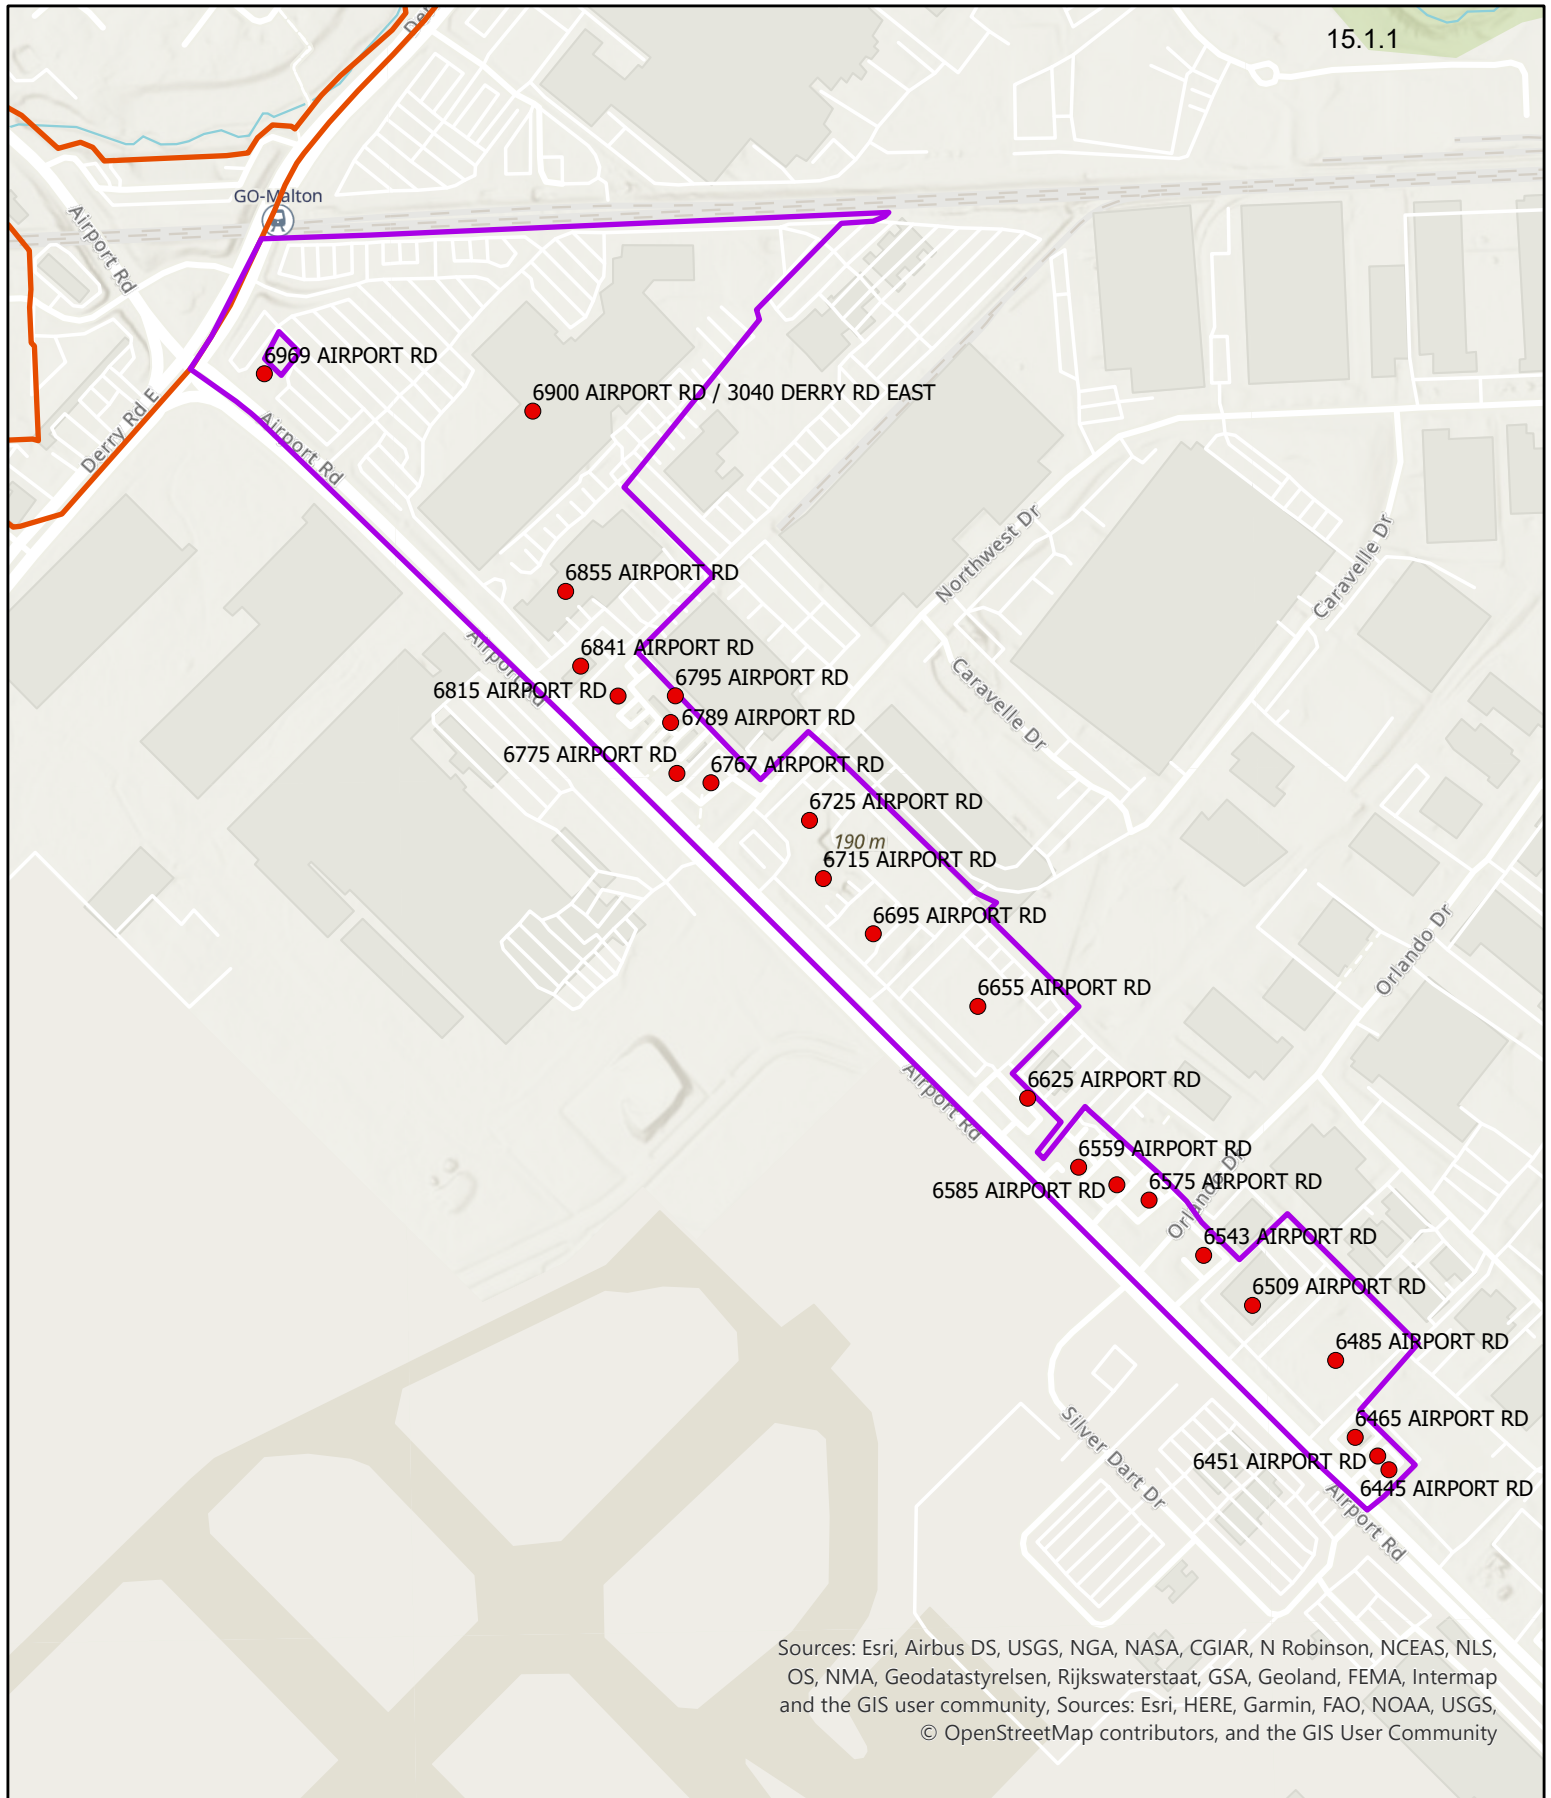 15.1.1
Der
GO-Malton
Airport Rd
6969 AIRPORT RD
6900 AIRPORT RD / 3040 DERRY RD EAST
Derry Rd E
Airport Rd
Northwest Dr
Caravelle Dr
6855 AIRPORT RD
Airport Rd
6841 AIRPORT RD
6795 AIRPORT RD
6815 AIRPORT RD
Caravelle Dr
6789 AIRPORT RD
6775 AIRPORT RD
6767 AIRPORT RD
6725 AIRPORT RD
190 m
6715 AIRPORT RD
6695 AIRPORT RD
Orlando Dr
6655 AIRPORT RD
Airport Rd
6625 AIRPORT RD
6559 AIRPORT RD
6585 AIRPORT RD
6575 AIRPORT RD
Orlando Dr
6543 AIRPORT RD
6509 AIRPORT RD
6485 AIRPORT RD
6465 AIRPORT RD
Silver Dart Dr
6451 AIRPORT RD
6445 AIRPORT RD
Airport Rd
Sources: Esri, Airbus DS, USGS, NGA, NASA, CGIAR, N Robinson, NCEAS, NLS,
OS, NMA, Geodatastyrelsen, Rijkswaterstaat, GSA, Geoland, FEMA, Intermap
and the GIS user community, Sources: Esri, HERE, Garmin, FAO, NOAA, USGS,
© OpenStreetMap contributors, and the GIS User Community